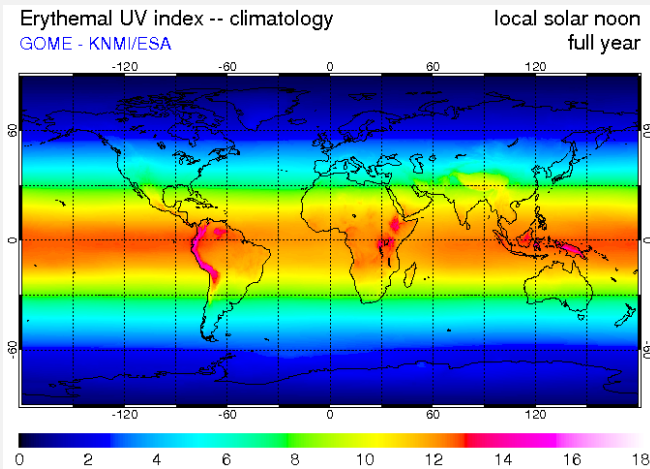 Erythemal UV index -- climatology
local solar noon
GOME - KNMI/ESA
full year
-120 -60 0 60 120
60 60
0 0
-60 -60
-120 -60 0 60 120
0 2 4 6 8 10 12 14 16 18